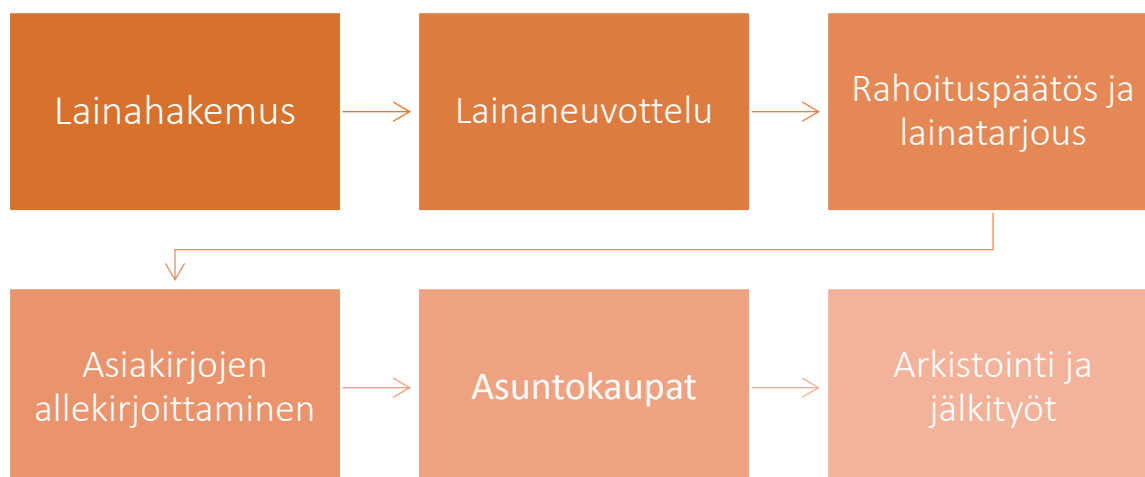 Lainahakemus
Lainaneuvottelu
Rahoituspäätös ja
lainatarjous
Asiakirjojen
allekirjoittaminen
Asuntokaupat
Arkistointi ja
jälkityöt